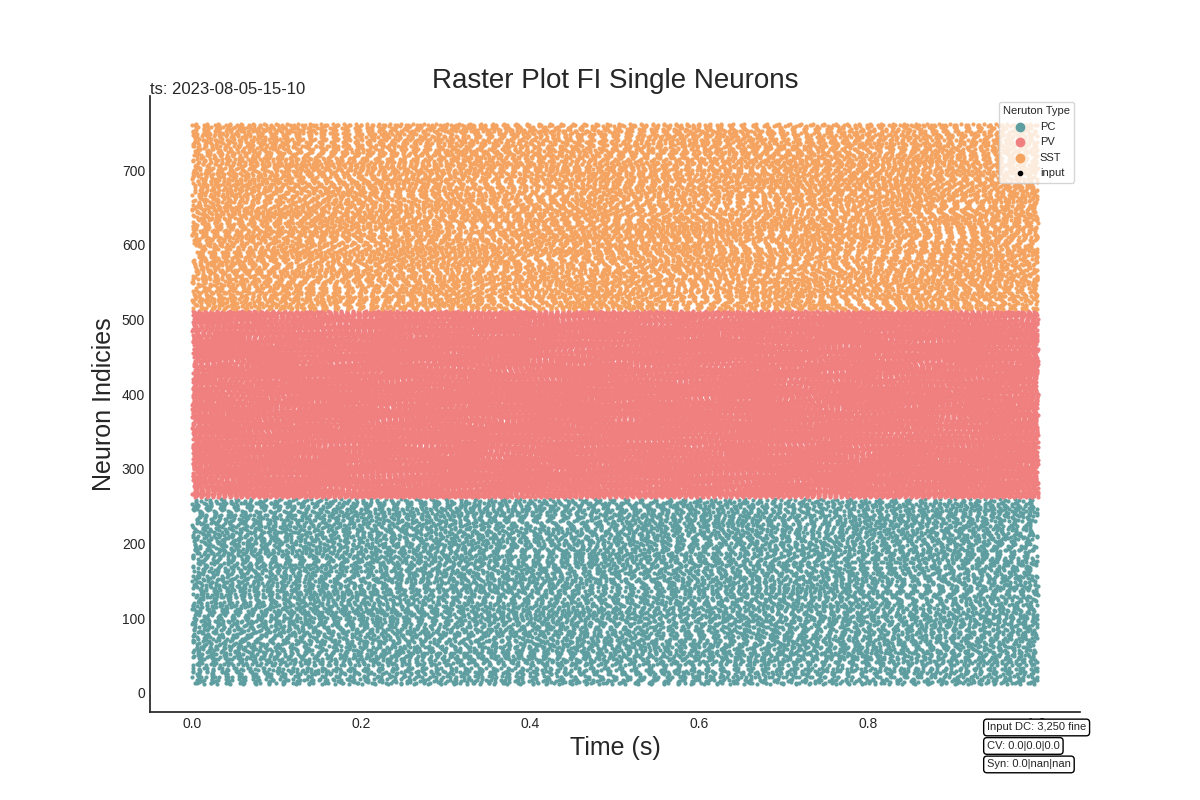 Raster Plot FI Single Neurons
ts: 2023-08-05-15-10
Neruton Type
PC
PV
SST
input
Neuron Indicies
700
600
500
400
300
200
100
0
0.0 0.2 0.4 0.6 0.8
Time (s)
Input DC: 3,250 fine
CV: 0.0|0.0|0.0
Syn: 0.0|nan|nan